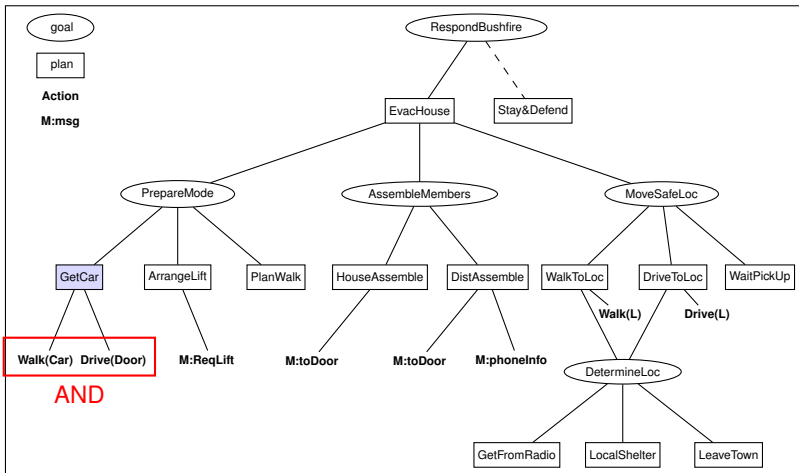 goal
RespondBushfire
plan
Action
EvacHouse
Stay&Defend
M:msg
PrepareMode
AssembleMembers
MoveSafeLoc
GetCar
ArrangeLift
PlanWalk
HouseAssemble
DistAssemble
WalkToLoc
DriveToLoc
WaitPickUp
Walk(L)
Drive(L)
Walk(Car)
Drive(Door)
M:ReqLift
M:toDoor
M:toDoor
M:phoneInfo
DetermineLoc
AND
GetFromRadio
LocalShelter
LeaveTown